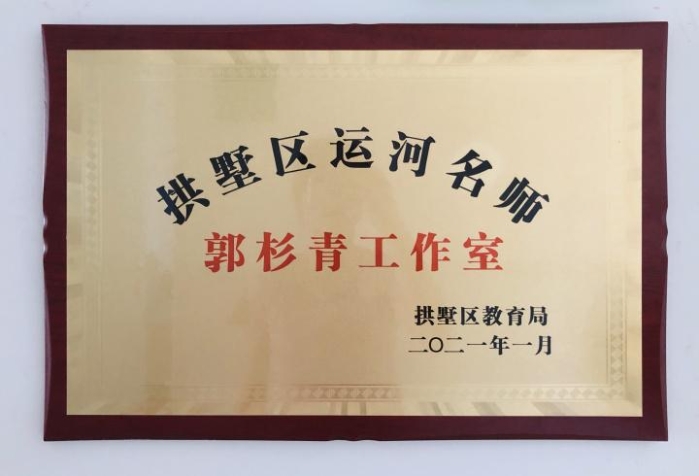 拱墅区运河名师
郭杉青工作室
拱墅区教育局
二〇二一年一月